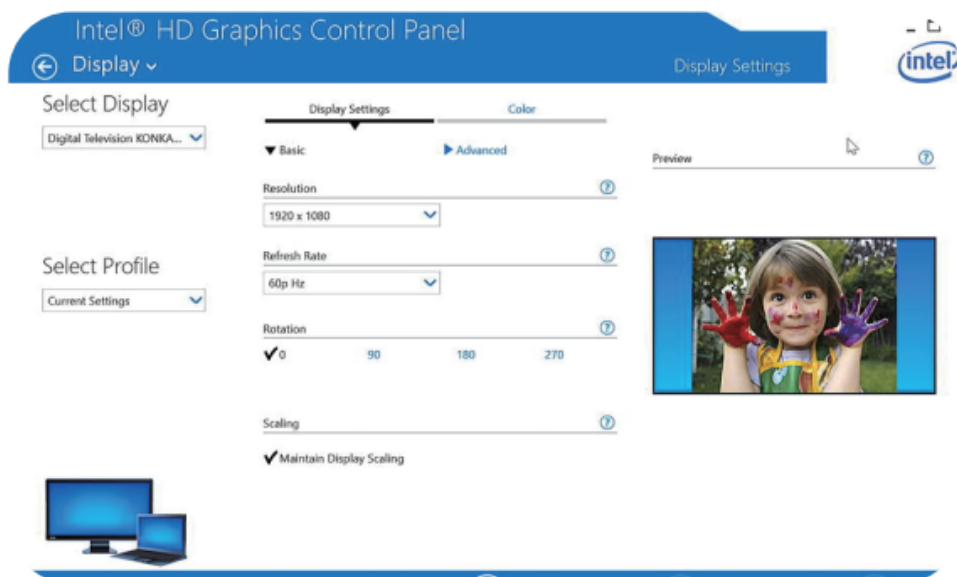 Intel® HD Graphics Control Panel
Display
Display Settings
intel
Select Display
Digital Television KONKA...
Select Profile
Current Settings
Display Settings
Color
Basic
Advanced
Resolution
1920 x 1080
Refresh Rate
60p Hz
Rotation
0 90 180 270
Scaling
Maintain Display Scaling
Preview